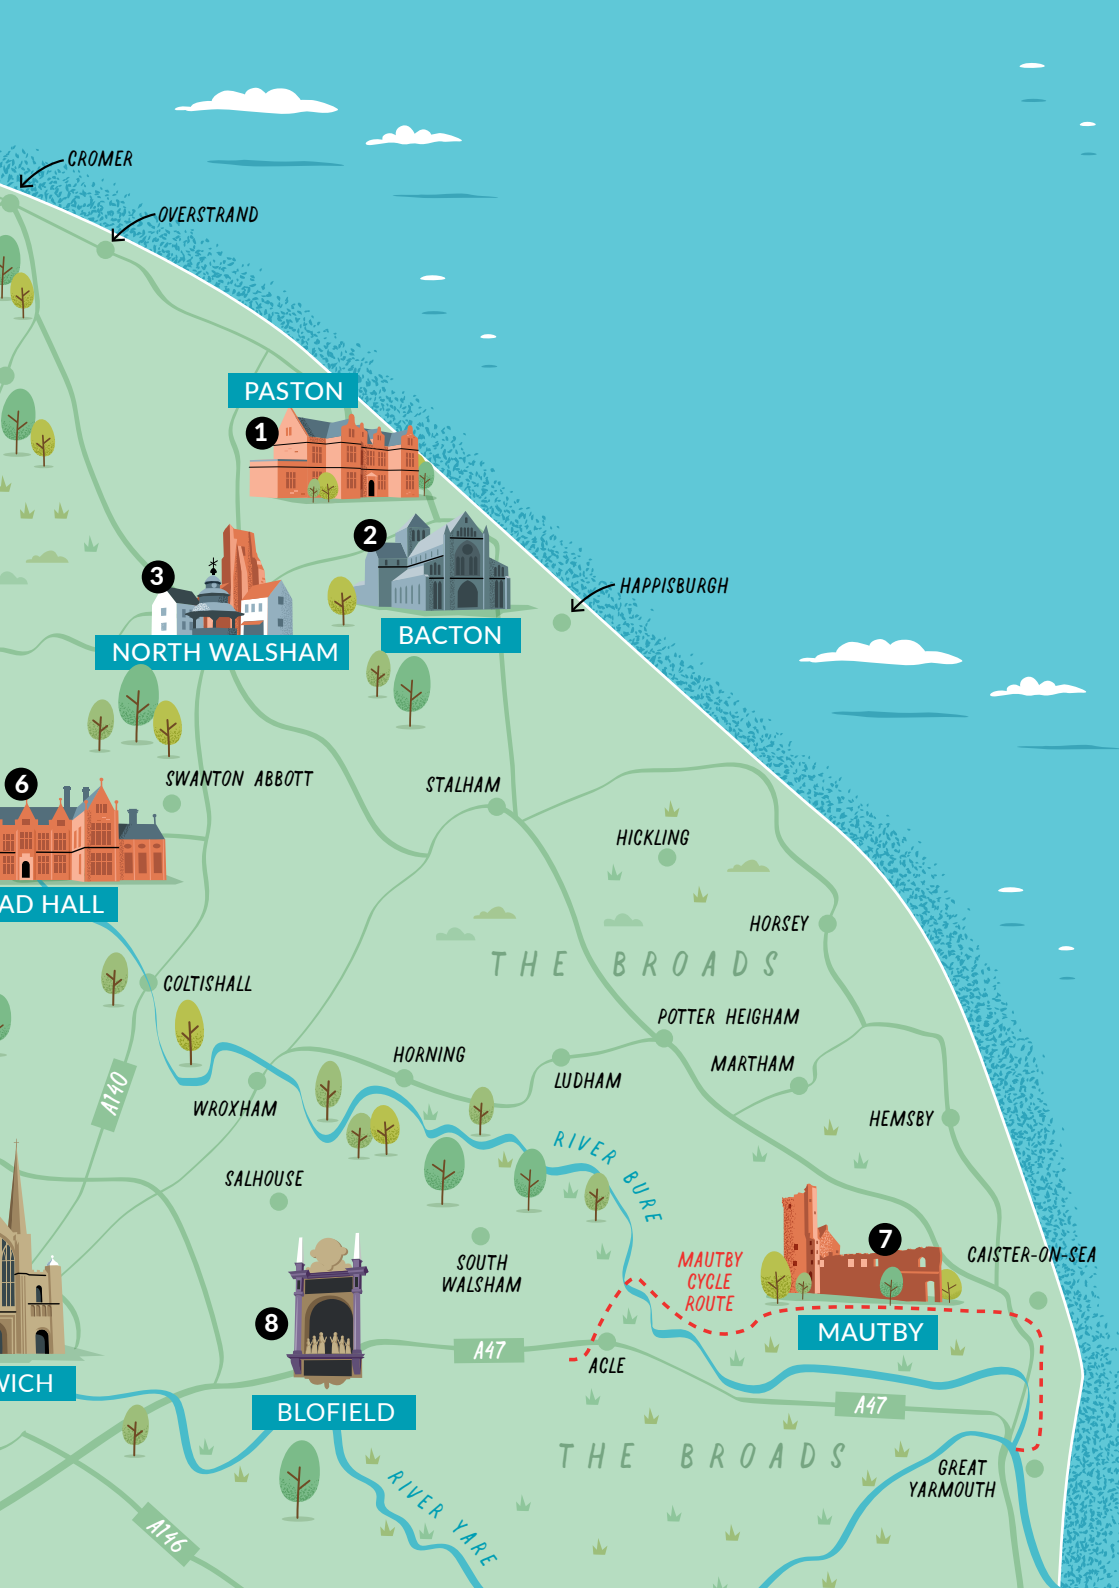 CROMER
OVERSTRAND
PASTON
1
2
3
HAPPISBURGH
NORTH WALSHAM
BACTON
6
SWANTON ABBOTT
STALHAM
HICKLING
AD HALL
HORSEY
THE BROADS
COLTISHALL
POTTER HEIGHAM
HORNING
MARTHAM
LUDHAM
A140
WROXHAM
HEMSBY
RIVER BURE
SALHOUSE
7
CAISTER-ON-SEA
SOUTH
WALSHAM
MAUTBY
CYCLE
ROUTE
8
MAUTBY
A47
ACLE
WICH
BLOFIELD
A47
THE BROADS
GREAT
YARMOUTH
RIVER YARE
A146